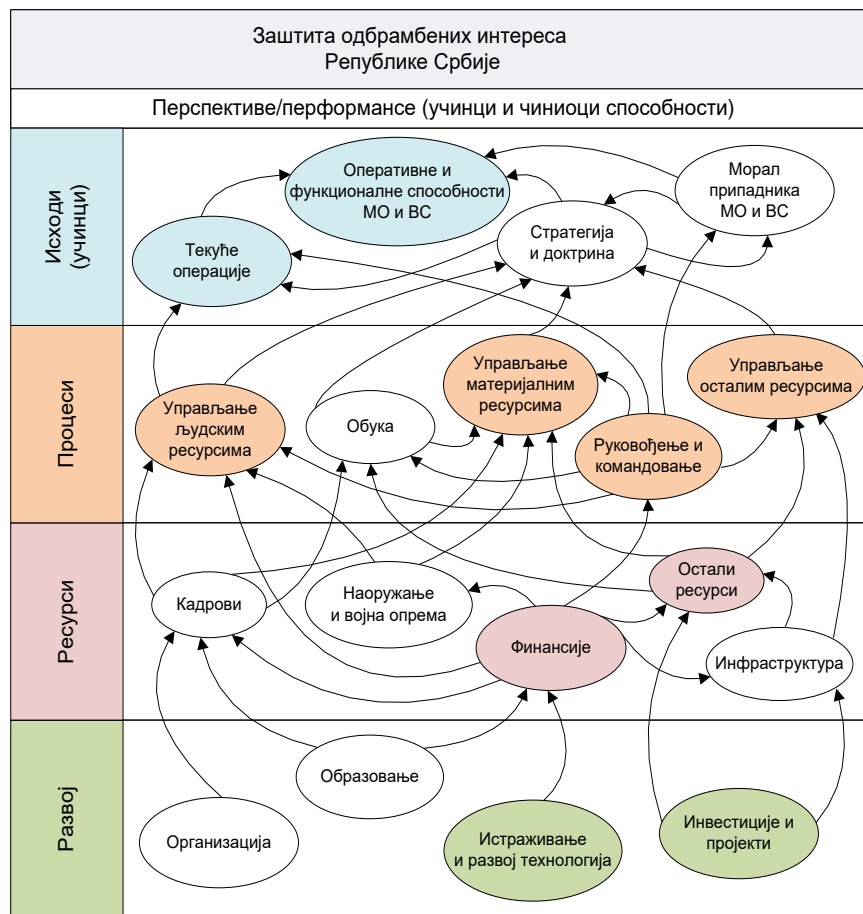 Заштита одбрамбених интереса
Републике Србије
Перспективе/перформансе (учинци и чиниоци способности)
Исходи
(учинци)
Оперативне и
функционалне способности
МО и ВС
Морал
припадника
МО и ВС
Текуће
операције
Стратегија
и доктрина
Процеси
Управљање
људским
ресурсима
Обука
Управљање
материјалним
ресурсима
Руковођење и
командовање
Управљање
осталим ресурсима
Ресурси
Кадрови
Наоружање
и војна опрема
Финансије
Остали
ресурси
Инфраструктура
Развој
Организација
Образовање
Истраживање
и развој технологија
Инвестиције и
пројекти